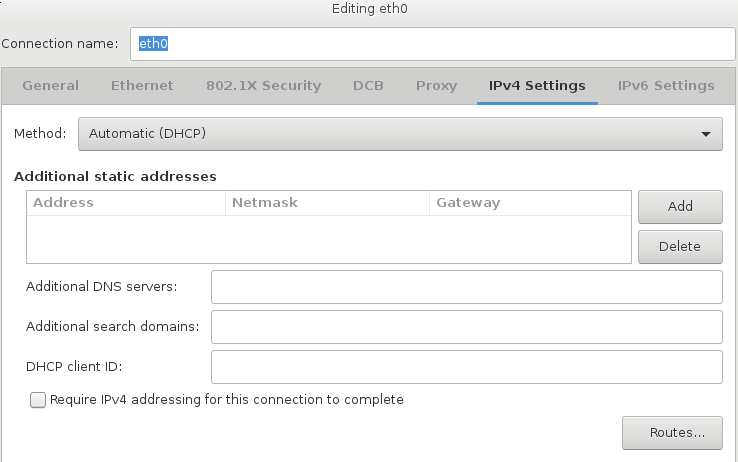 Editing eth0
Connection name: eth0
General Ethernet 802.1X Security DCB Proxy IPv4 Settings IPv6 Settings
Method: Automatic (DHCP)
Additional static addresses
Address Netmask Gateway
Add
Delete
Additional DNS servers:
Additional search domains:
DHCP client ID:
Require IPv4 addressing for this connection to complete
Routes...